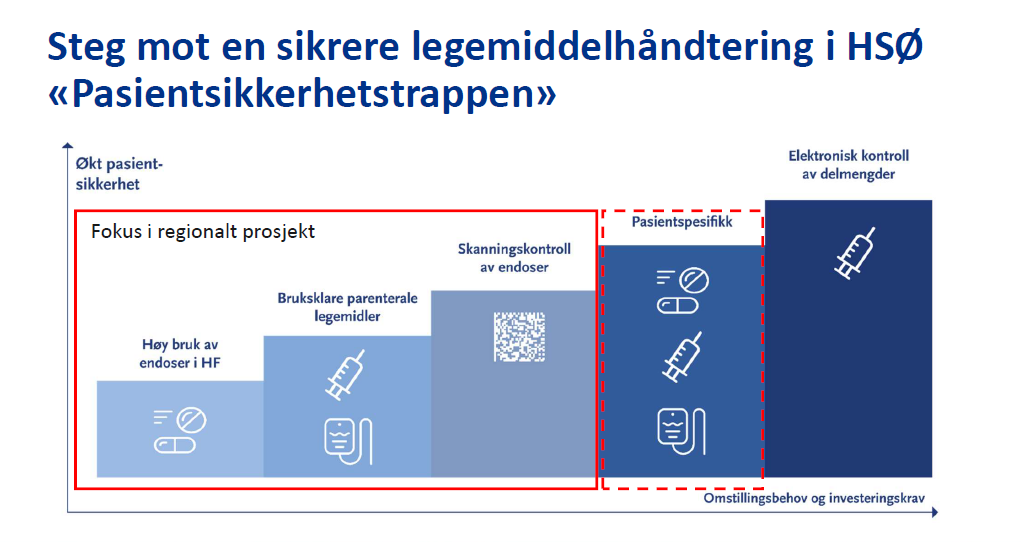 Steg mot en sikrere legemiddelhåndtering i HSØ
«Pasientsikkerhetstrappen»
Økt pasient-
sikkerhet
Fokus i regionalt prosjekt
Høy bruk av
endoser i HF
Bruksklare parenterale
legemidler
Skanningskontroll
av endoser
Pasientspesifikk
Elektronisk kontroll
av delmengder
Omstillingsbehov og investeringskrav